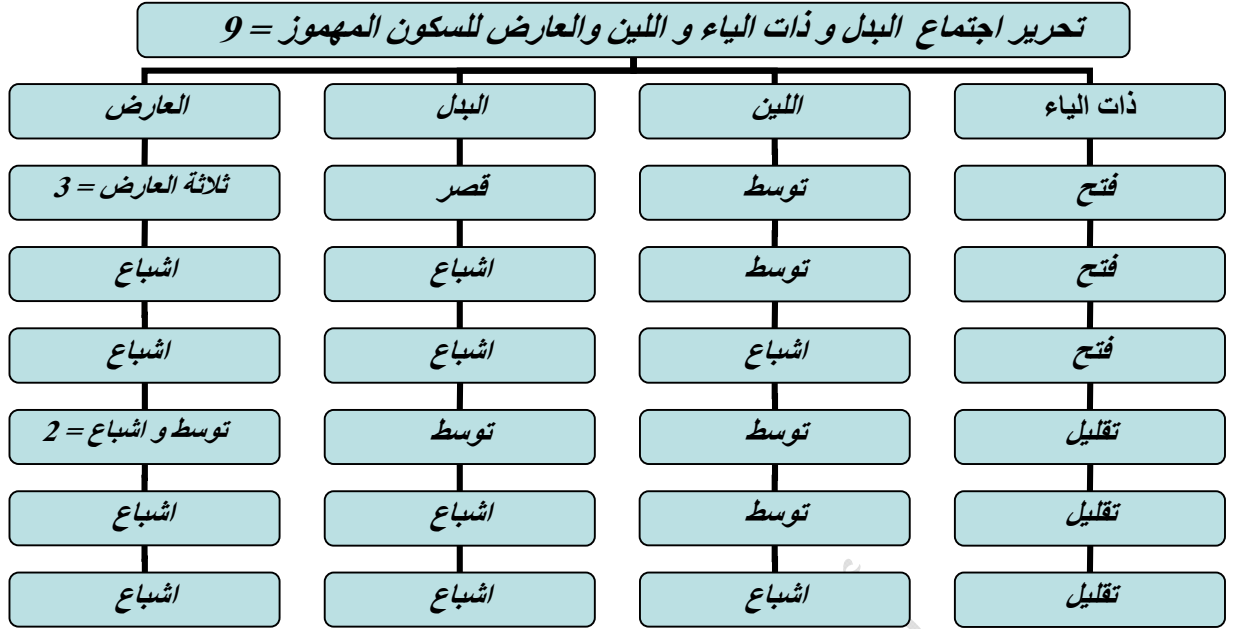 تحرير اجتماع البدل و ذات الياء و اللين والعارض للسكون المهموز = 9
ذات الياء
اللين
البدل
العارض
فتح
توسط
قصر
ثلاثة العارض = 3
فتح
توسط
اشباع
اشباع
فتح
اشباع
اشباع
اشباع
تقليل
توسط
توسط
توسط و اشباع = 2
تقليل
توسط
اشباع
اشباع
تقليل
اشباع
اشباع
اشباع